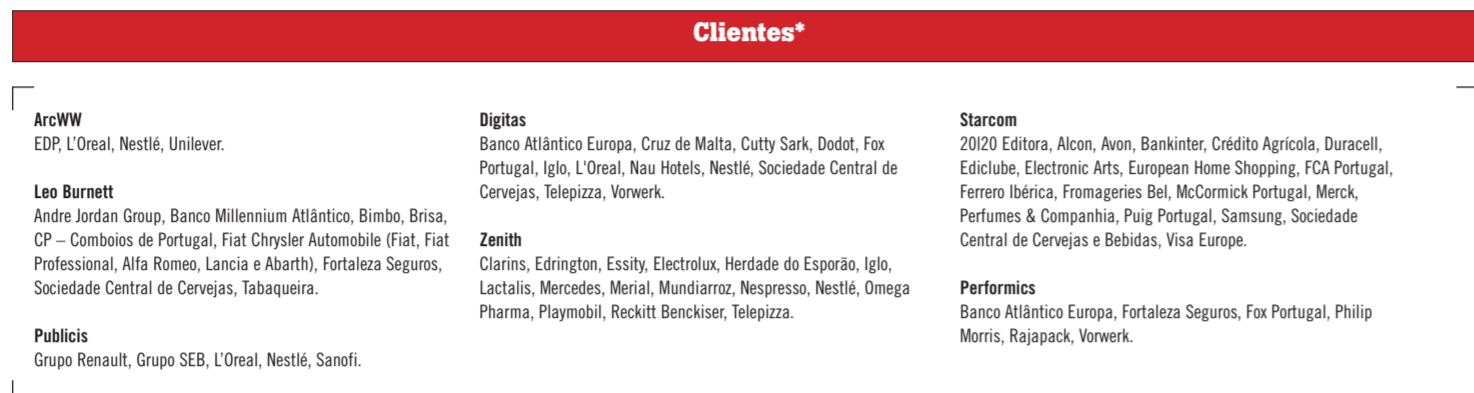 Clientes*
ArcWW
EDP, L'Oreal, Nestlé, Unilever.
Leo Burnett
Andre Jordan Group, Banco Millennium Atlântico, Bimbo, Brisa,
CP – Comboios de Portugal, Fiat Chrysler Automobile (Fiat, Fiat
Professional, Alfa Romeo, Lancia e Abarth), Fortaleza Seguros,
Sociedade Central de Cervejas, Tabaqueira.
Publicis
Grupo Renault, Grupo SEB, L'Oreal, Nestlé, Sanofi.
Digitas
Banco Atlântico Europa, Cruz de Malta, Cutty Sark, Dodot, Fox
Portugal, Iglo, L'Oreal, Nau Hotels, Nestlé, Sociedade Central de
Cervejas, Telepizza, Vorwerk.
Zenith
Clarins, Edrington, Essity, Electrolux, Herdade do Esporão, Iglo,
Lactalis, Mercedes, Merial, Mundiarroz, Nespresso, Nestlé, Omega
Pharma, Playmobil, Reckitt Benckiser, Telepizza.
Starcom
20I20 Editora, Alcon, Avon, Bankinter, Crédito Agrícola, Duracell,
Ediclube, Electronic Arts, European Home Shopping, FCA Portugal,
Ferrero Ibérica, Fromageries Bel, McCormick Portugal, Merck,
Perfumes & Companhia, Puig Portugal, Samsung, Sociedade
Central de Cervejas e Bebidas, Visa Europe.
Performics
Banco Atlântico Europa, Fortaleza Seguros, Fox Portugal, Philip
Morris, Rajapack, Vorwerk.